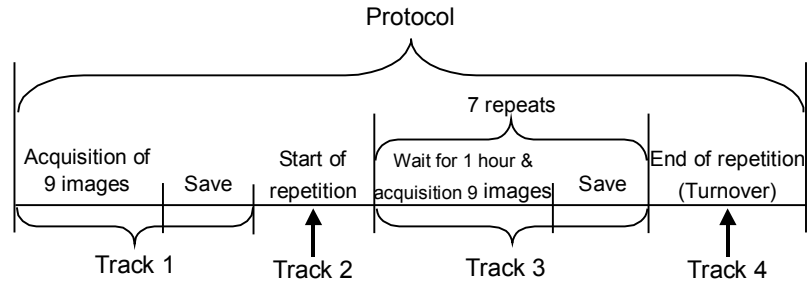 Protocol
7 repeats
Acquisition of
9 images
Save
Start of
repetition
Wait for 1 hour &
acquisition 9 images
Save
End of repetition
(Turnover)
Track 1
Track 2
Track 3
Track 4